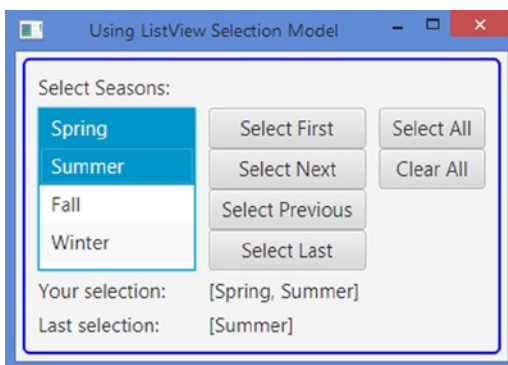 Using ListView Selection Model
Select Seasons:
Spring
Summer
Fall
Winter
Select First
Select Next
Select Previous
Select Last
Select All
Clear All
Your selection: [Spring, Summer]
Last selection: [Summer]